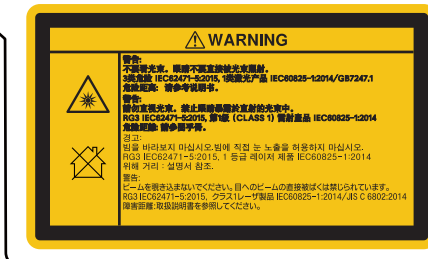 WARNING
警告:
不要看光束。眼睛不要直接被光束照射。
3类危险 IEC62471-5:2015, 1类激光产品 IEC60825-1:2014/GB7247.1
危险距离: 请参考说明书。
警告:
請勿直視光束。禁止眼睛暴露於直射的光束中。
RG3 IEC62471-5:2015, 第1級 (CLASS 1) 雷射產品 IEC60825-1:2014
危險距離: 請參閱手冊。
경고:
빔을 바라보지 마십시오.빔에 직접 눈 노출을 허용하지 마십시오.
RG3 IEC62471-5:2015, 1 등급 레이저 제품 IEC60825-1:2014
위해 거리 : 설명서 참조.
警告:
ビームを覗き込まないでください。目へのビームの直接被ばくは禁じられています。
RG3 IEC62471-5:2015, クラス1レーザ製品 IEC60825-1:2014/JIS C 6802:2014
障害距離:取扱説明書を参照してください。